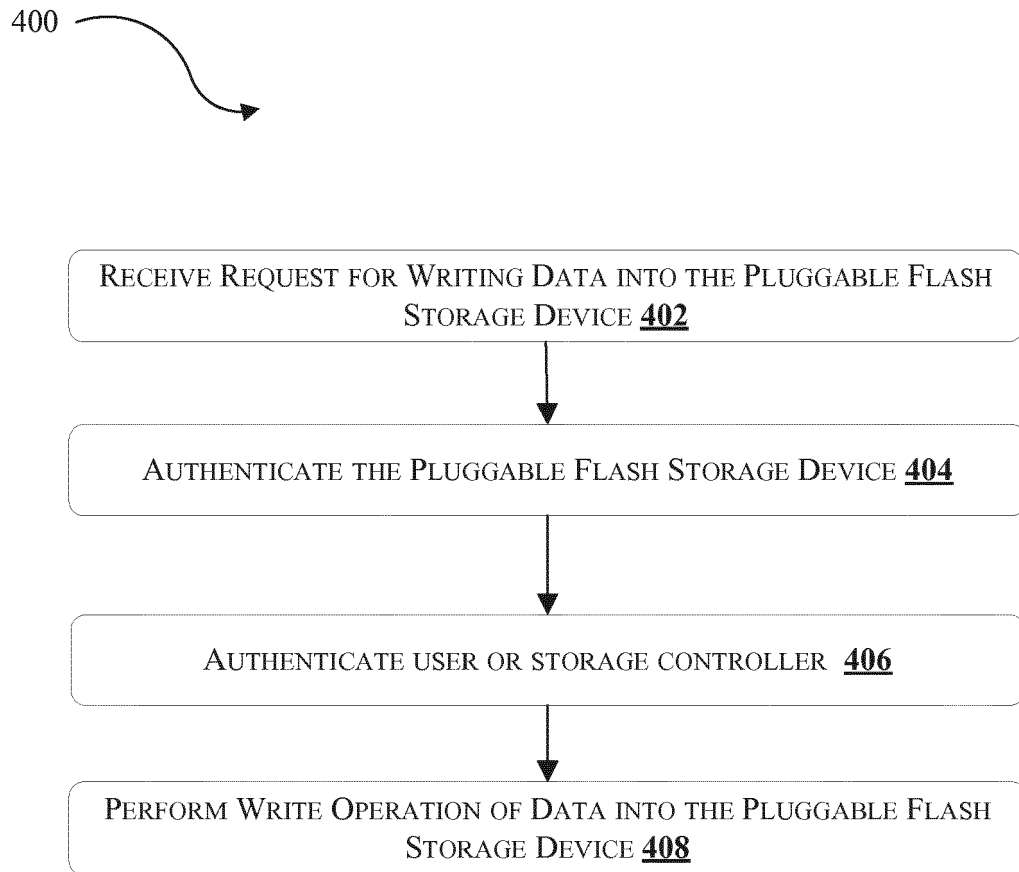 400
Receive Request for Writing Data into the Pluggable Flash
Storage Device 402
Authenticate the Pluggable Flash Storage Device 404
Authenticate user or storage controller 406
Perform Write Operation of Data into the Pluggable Flash
Storage Device 408